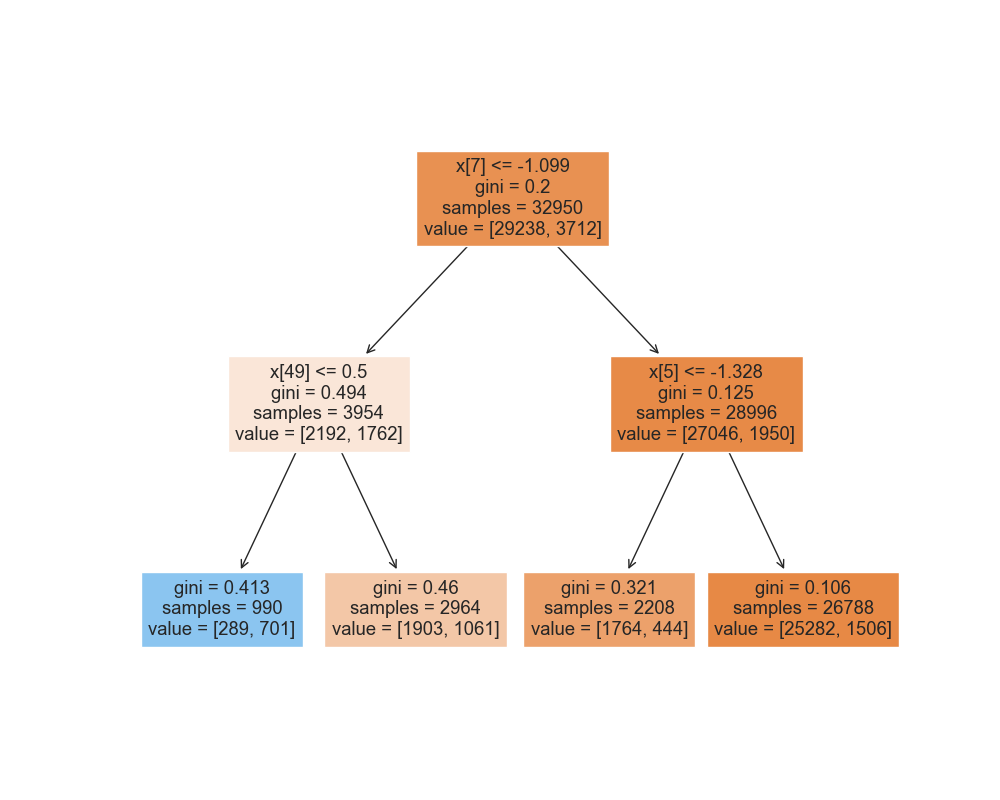 x[7] <= -1.099
gini = 0.2
samples = 32950
value = [29238, 3712]
x[49] <= 0.5
gini = 0.494
samples = 3954
value = [2192, 1762]
x[5] <= -1.328
gini = 0.125
samples = 28996
value = [27046, 1950]
gini = 0.413
samples = 990
value = [289, 701]
gini = 0.46
samples = 2964
value = [1903, 1061]
gini = 0.321
samples = 2208
value = [1764, 444]
gini = 0.106
samples = 26788
value = [25282, 1506]